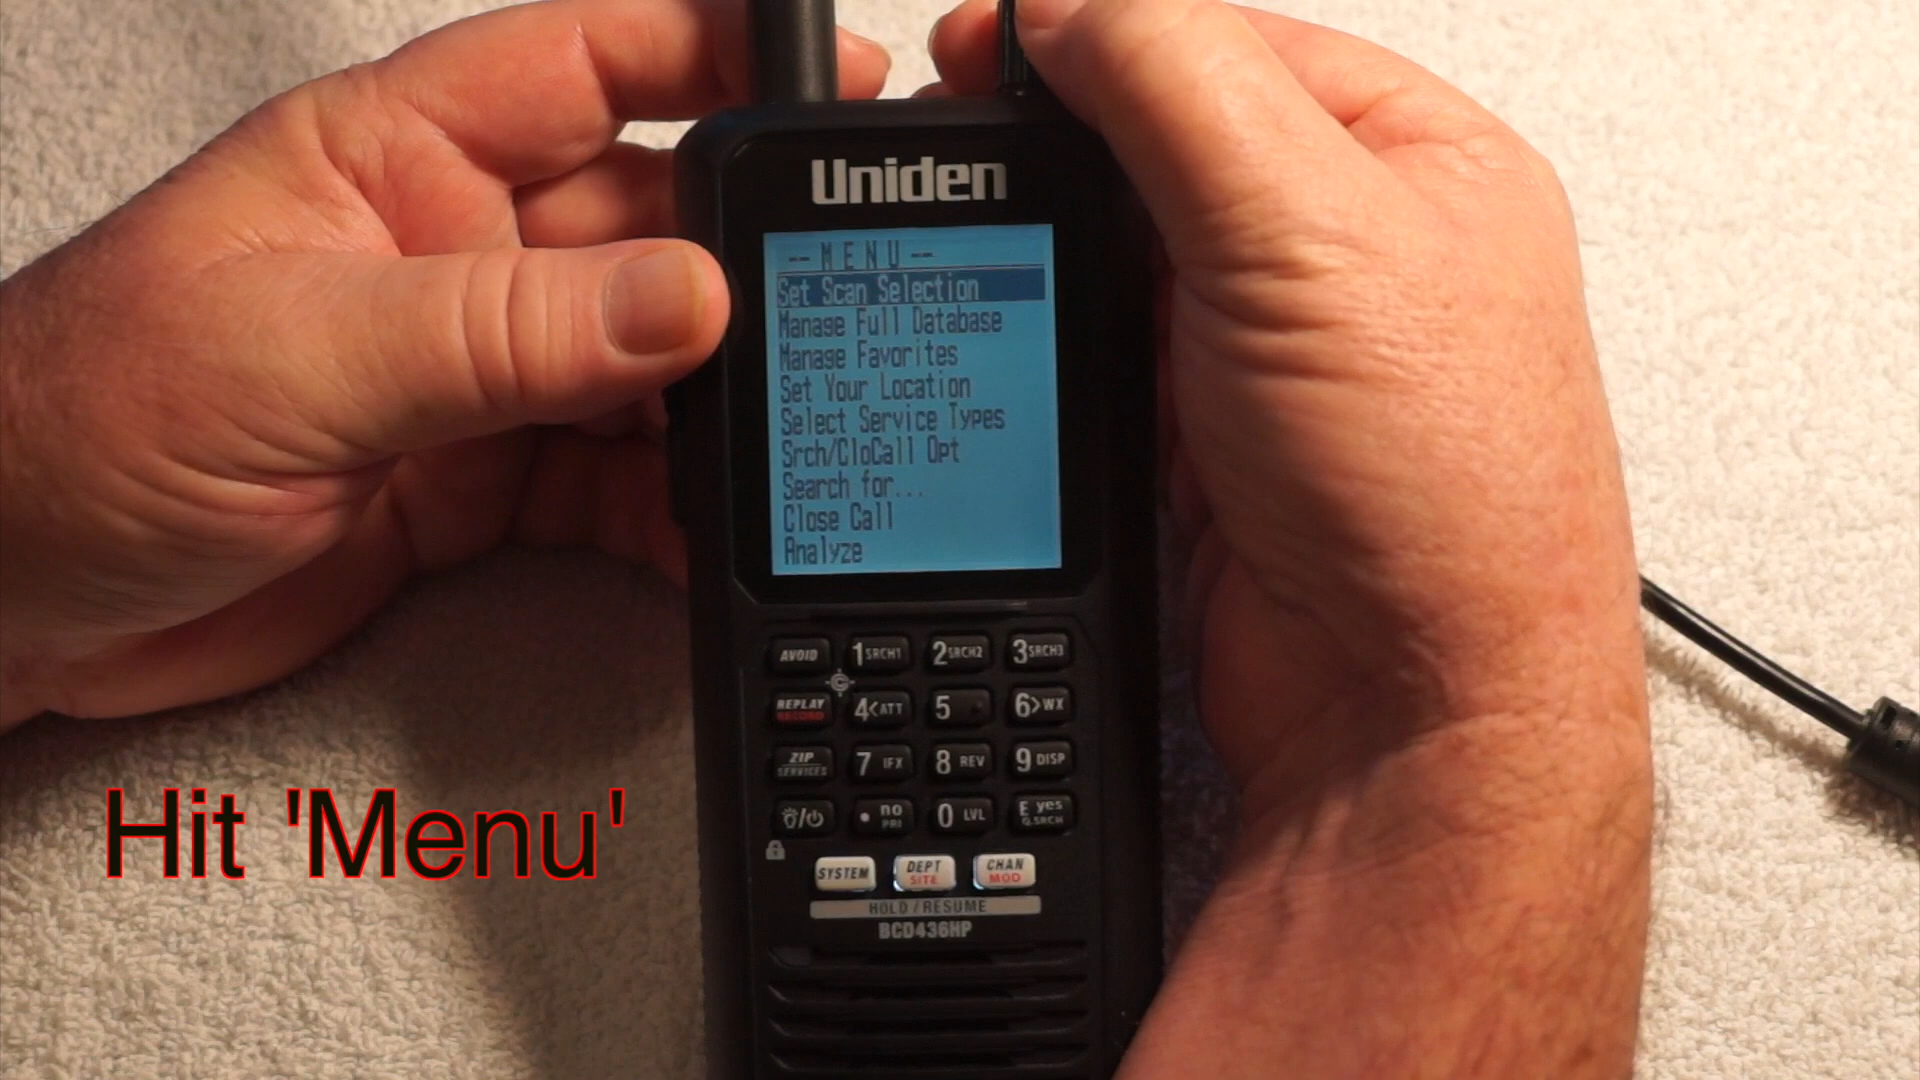 Uniden
-- M E N U --
Set Scan Selection
Manage Full Database
Manage Favorites
Set Your Location
Select Service Types
Srch/CloCall Opt
Search for...
Close Call
Analyze
AVOID 1 SRCH1 2 SRCH2 3 SRCH3
REPLAY
RECORD 4 < ATT 5 6 > WX
ZIP
SERVICES 7 IFX 8 REV 9 DISP
• no
PRI 0 LVL E yes
Q.SRCH
SYSTEM DEPT
SITE CHAN
MOD
HOLD / RESUME
BCD436HP
Hit 'Menu'